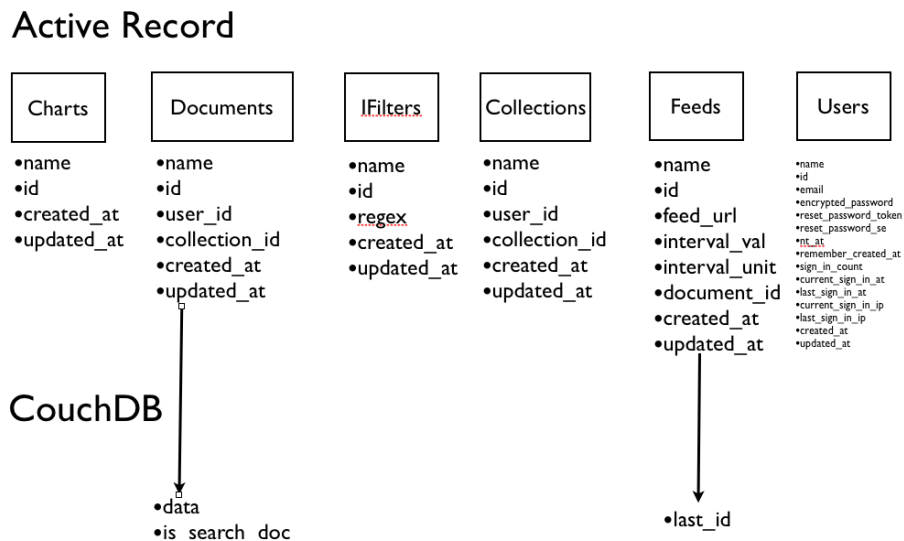 Active Record
Charts
•name
•id
•created_at
•updated_at
Documents
•name
•id
•user_id
•collection_id
•created_at
•updated_at
IFilters
•name
•id
•regex
•created_at
•updated_at
Collections
•name
•id
•user_id
•collection_id
•created_at
•updated_at
Feeds
•name
•id
•feed_url
•interval_val
•interval_unit
•document_id
•created_at
•updated_at
Users
•name
•id
•email
•encrypted_password
•reset_password_token
•reset_password_se
•nt_at
•remember_created_at
•sign_in_count
•current_sign_in_at
•last_sign_in_at
•current_sign_in_ip
•last_sign_in_ip
•created_at
•updated_at
CouchDB
•data
•is_search_doc
•last_id